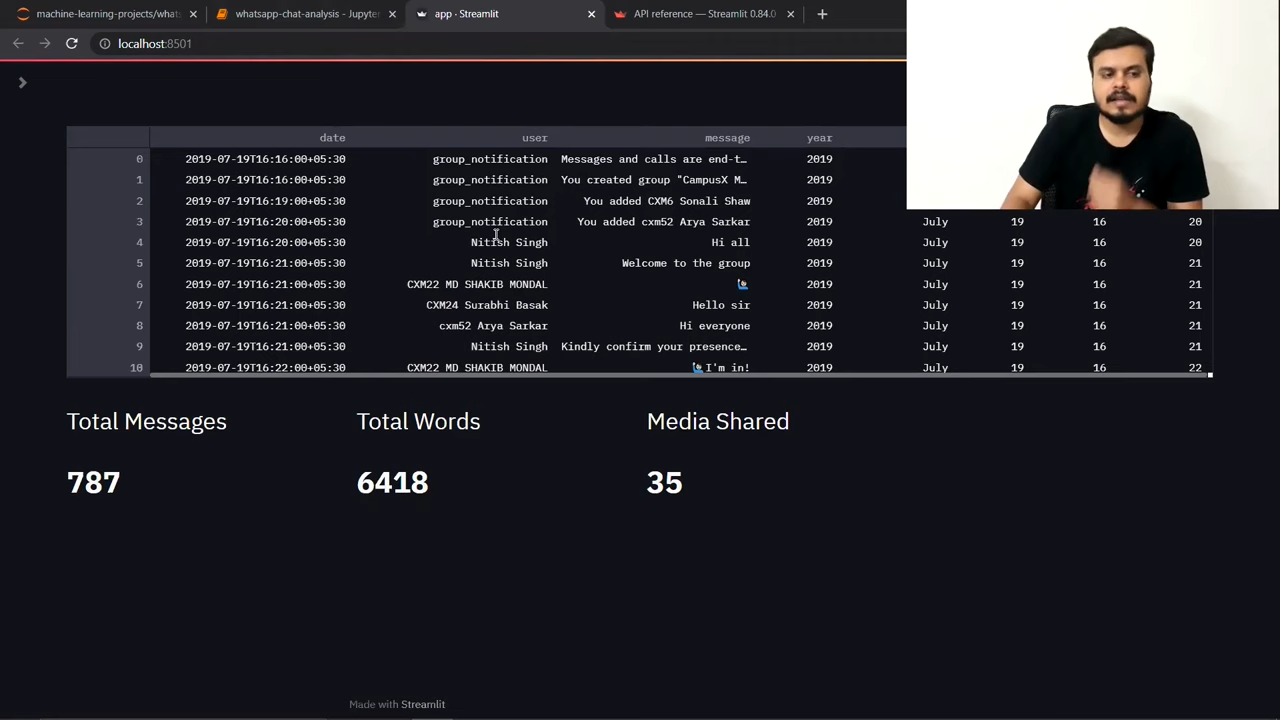 machine-learning-projects/whats
whatsapp-chat-analysis - Jupyter
app · Streamlit
API reference — Streamlit 0.84.0
localhost:8501
date user message year
0 2019-07-19T16:16:00+05:30 group_notification Messages and calls are end-t… 2019
1 2019-07-19T16:16:00+05:30 group_notification You created group "CampusX M… 2019
2 2019-07-19T16:19:00+05:30 group_notification You added CXM6 Sonali Shaw 2019
3 2019-07-19T16:20:00+05:30 group_notification You added cxm52 Arya Sarkar 2019 July 19 16 20
4 2019-07-19T16:20:00+05:30 Nitish Singh Hi all 2019 July 19 16 20
5 2019-07-19T16:21:00+05:30 Nitish Singh Welcome to the group 2019 July 19 16 21
6 2019-07-19T16:21:00+05:30 CXM22 MD SHAKIB MONDAL 🙋🏻‍♂️ 2019 July 19 16 21
7 2019-07-19T16:21:00+05:30 CXM24 Surabhi Basak Hello sir 2019 July 19 16 21
8 2019-07-19T16:21:00+05:30 cxm52 Arya Sarkar Hi everyone 2019 July 19 16 21
9 2019-07-19T16:21:00+05:30 Nitish Singh Kindly confirm your presence… 2019 July 19 16 21
10 2019-07-19T16:22:00+05:30 CXM22 MD SHAKIB MONDAL 🙋🏻‍♂️I'm in! 2019 July 19 16 22
Total Messages Total Words Media Shared
787 6418 35
Made with Streamlit